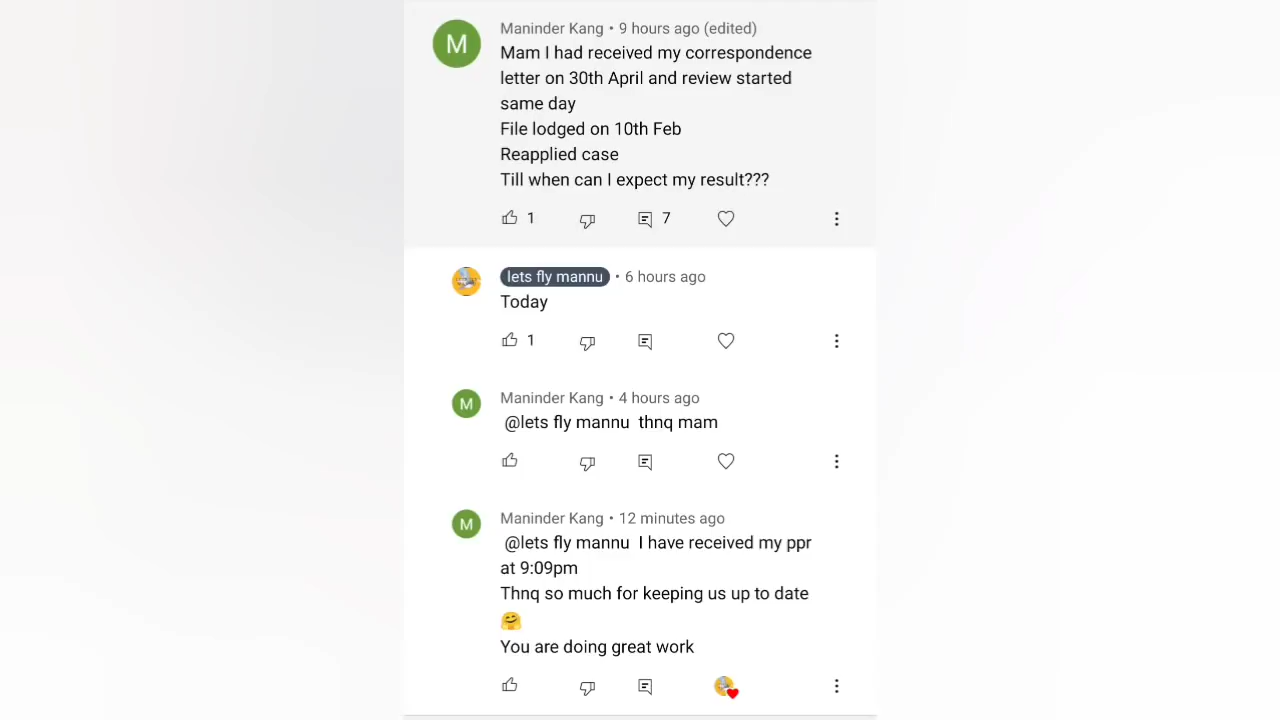 M
Maninder Kang • 9 hours ago (edited)
Mam I had received my correspondence
letter on 30th April and review started
same day
File lodged on 10th Feb
Reapplied case
Till when can I expect my result???
1 7
lets fly mannu • 6 hours ago
Today
1
M
Maninder Kang • 4 hours ago
@lets fly mannu thnq mam
M
Maninder Kang • 12 minutes ago
@lets fly mannu I have received my ppr
at 9:09pm
Thnq so much for keeping us up to date
🤗
You are doing great work